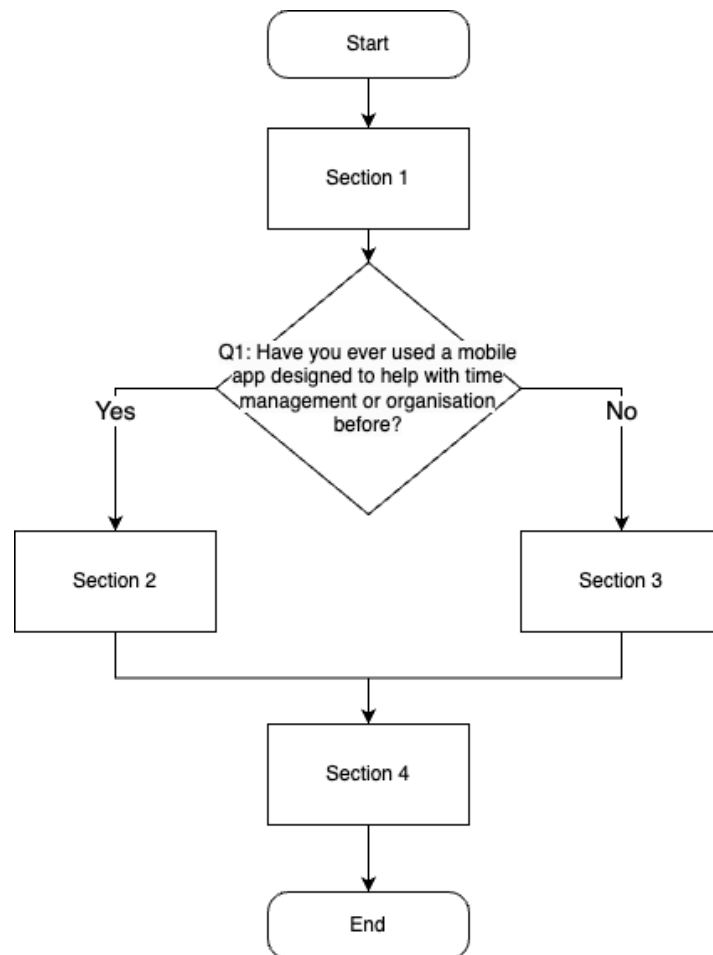 Start
Section 1
Q1: Have you ever used a mobile
app designed to help with time
management or organisation
before?
Yes
No
Section 2
Section 3
Section 4
End